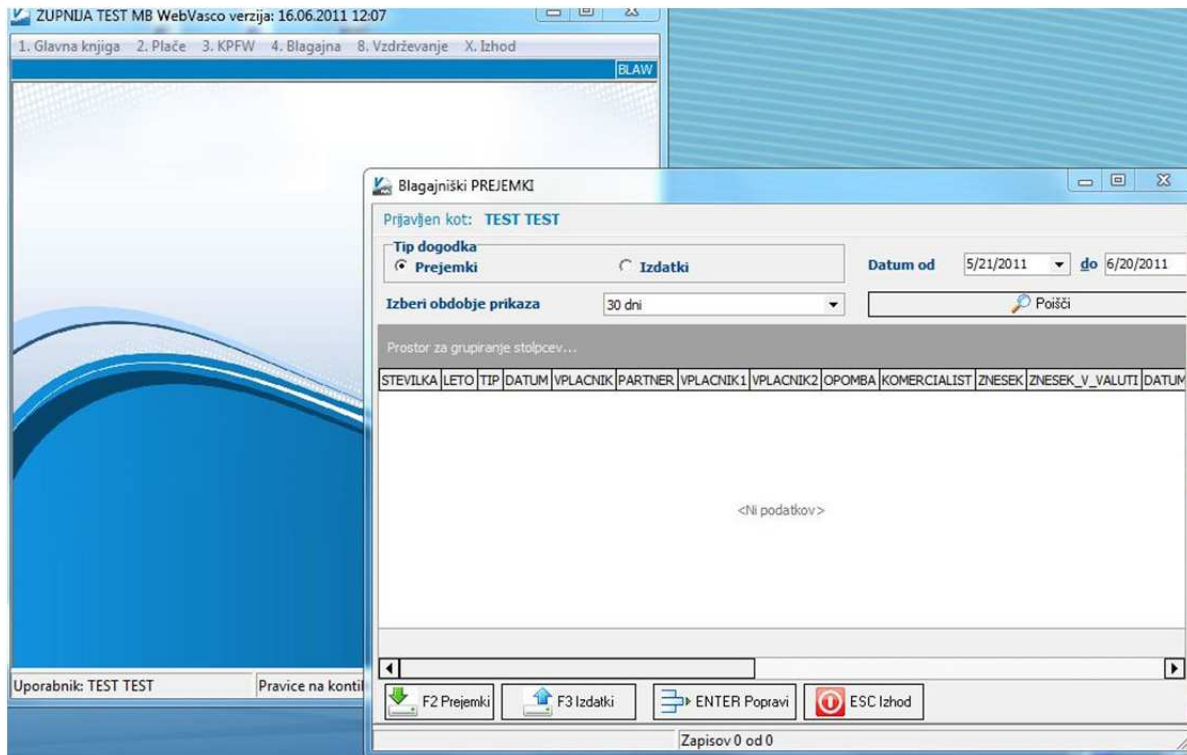 ZUPNIJA TEST MB WebVasco verzija: 16.06.2011 12:07
1. Glavna knjiga 2. Plače 3. KPFW 4. Blagajna 8. Vzdrževanje X. Izhod
BLAW
Blagajniški PREJEMKI
Prijavljen kot: TEST TEST
Tip dogodka
Prejemki Izdatki
Datum od 5/21/2011 do 6/20/2011
Izberi obdobje prikaza 30 dni Poišči
Prostor za grupiranje stolpcev...
STEVILKA LETO TIP DATUM VPLACNIK PARTNER VPLACNIK1 VPLACNIK2 OPOMBA KOMERCIALIST ZNESEK ZNESEK_V_VALUTI DATUM
<Ni podatkov>
F2 Prejemki F3 Izdatki ENTER Popravi ESC Izhod
Zapisov 0 od 0
Uporabnik: TEST TEST Pravice na